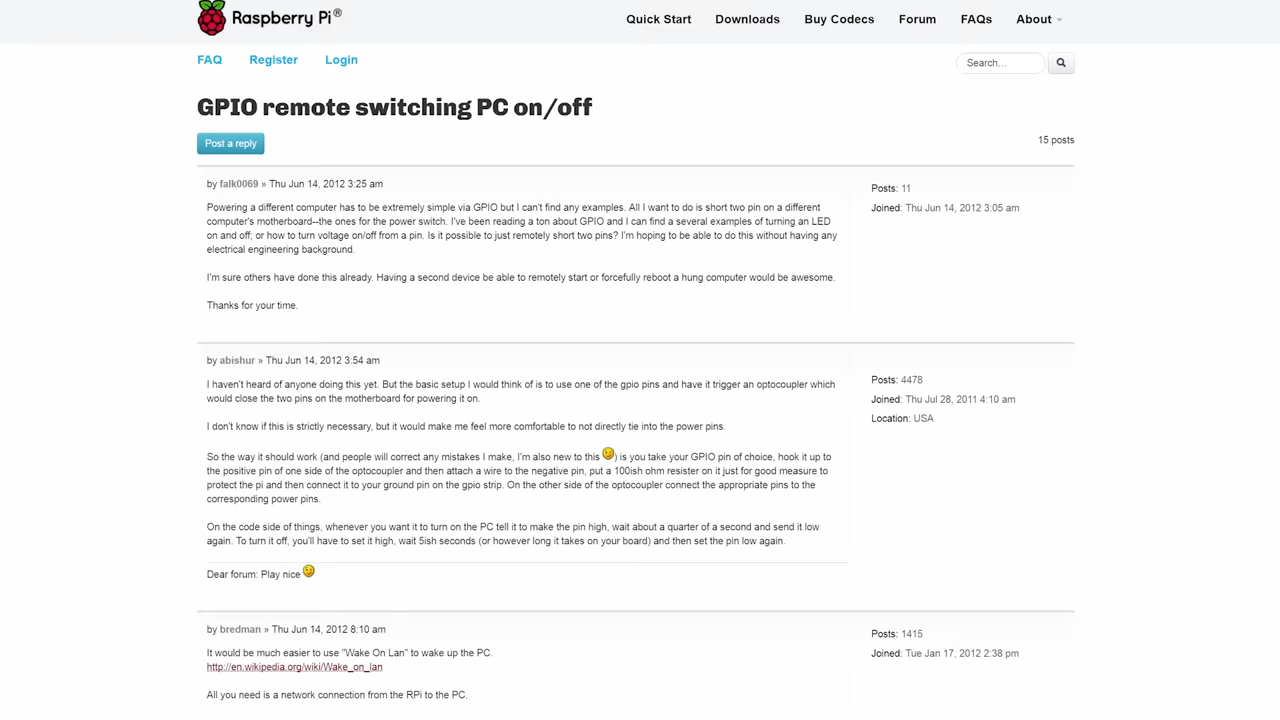 Raspberry Pi®
Quick Start Downloads Buy Codecs Forum FAQs About
FAQ Register Login
Search...
GPIO remote switching PC on/off
Post a reply
15 posts
by falk0069 » Thu Jun 14, 2012 3:25 am
Posts: 11
Joined: Thu Jun 14, 2012 3:05 am
Powering a different computer has to be extremely simple via GPIO but I can't find any examples. All I want to do is short two pin on a different
computer's motherboard--the ones for the power switch. I've been reading a ton about GPIO and I can find a several examples of turning an LED
on and off; or how to turn voltage on/off from a pin. Is it possible to just remotely short two pins? I'm hoping to be able to do this without having any
electrical engineering background.
I'm sure others have done this already. Having a second device be able to remotely start or forcefully reboot a hung computer would be awesome.
Thanks for your time.
by abishur » Thu Jun 14, 2012 3:54 am
Posts: 4478
Joined: Thu Jul 28, 2011 4:10 am
Location: USA
I haven't heard of anyone doing this yet. But the basic setup I would think of is to use one of the gpio pins and have it trigger an optocoupler which
would close the two pins on the motherboard for powering it on.
I don't know if this is strictly necessary, but it would make me feel more comfortable to not directly tie into the power pins.
So the way it should work (and people will correct any mistakes I make, I'm also new to this ) is you take your GPIO pin of choice, hook it up to
the positive pin of one side of the optocoupler and then attach a wire to the negative pin, put a 100ish ohm resister on it just for good measure to
protect the pi and then connect it to your ground pin on the gpio strip. On the other side of the optocoupler connect the appropriate pins to the
corresponding power pins.
On the code side of things, whenever you want it to turn on the PC tell it to make the pin high, wait about a quarter of a second and send it low
again. To turn it off, you'll have to set it high, wait 5ish seconds (or however long it takes on your board) and then set the pin low again.
Dear forum: Play nice
by bredman » Thu Jun 14, 2012 8:10 am
Posts: 1415
Joined: Tue Jan 17, 2012 2:38 pm
It would be much easier to use "Wake On Lan" to wake up the PC.
http://en.wikipedia.org/wiki/Wake_on_lan
All you need is a network connection from the RPi to the PC.